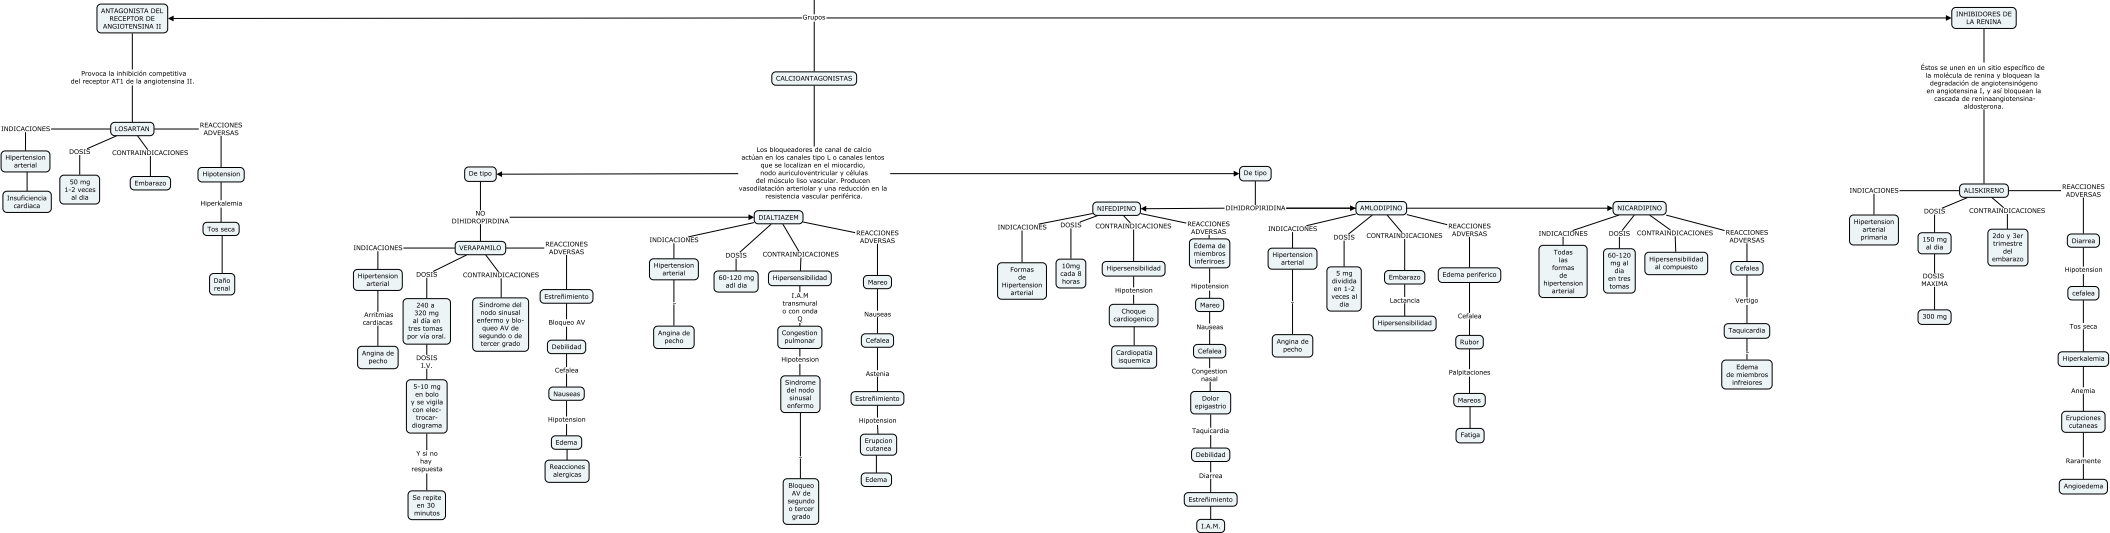 ANTAGONISTA DEL
RECEPTOR DE
ANGIOTENSINA II
Grupos
INHIBIDORES DE
LA RENINA
Provoca la inhibición competitiva
del receptor AT1 de la angiotensina II.
LOSARTAN
INDICACIONES
Hipertension
arterial
Insuficiencia
cardiaca
DOSIS
50 mg
1-2 veces
al dia
CONTRAINDICACIONES
Embarazo
REACCIONES
ADVERSAS
Hipotension
Hiperkalemia
Tos seca
Daño
renal
CALCIOANTAGONISTAS
Los bloqueadores de canal de calcio
actúan en los canales tipo L o canales lentos
que se localizan en el miocardio,
nodo auriculoventricular y células
del músculo liso vascular. Producen
vasodilatación arteriolar y una reducción en la
resistencia vascular periférica.
De tipo
NO
DIHIDROPIRDINA
VERAPAMILO
INDICACIONES
Hipertension
arterial
Arritmias
cardiacas
Angina de
pecho
DOSIS
240 a
320 mg
al día en
tres tomas
por vía oral.
DOSIS
I.V.
5-10 mg
en bolo
y se vigila
con elec-
trocar-
diograma
Y si no
hay
respuesta
Se repite
en 30
minutos
CONTRAINDICACIONES
Sindrome del
nodo sinusal
enfermo y blo-
queo AV de
segundo o de
tercer grado
REACCIONES
ADVERSAS
Estreñimiento
Bloqueo AV
Debilidad
Cefalea
Nauseas
Hipotension
Edema
Reacciones
alergicas
DIALTIAZEM
INDICACIONES
Hipertension
arterial
Angina de
pecho
DOSIS
60-120 mg
adl dia
CONTRAINDICACIONES
Hipersensibilidad
I.A.M
transmural
o con onda
Q
Congestion
pulmonar
Hipotension
Sindrome
del nodo
sinusal
enfermo
Bloqueo
AV de
segundo
o tercer
grado
REACCIONES
ADVERSAS
Mareo
Nauseas
Cefalea
Astenia
Estreñimiento
Hipotension
Erupcion
cutanea
Edema
De tipo
DIHIDROPIRIDINA
NIFEDIPINO
INDICACIONES
Formas
de
Hipertension
arterial
DOSIS
10mg
cada 8
horas
CONTRAINDICACIONES
Hipersensibilidad
Hipotension
Choque
cardiogenico
Cardiopatia
isquemica
REACCIONES
ADVERSAS
Edema de
miembros
inferiroes
Hipotension
Mareo
Nauseas
Cefalea
Congestion
nasal
Dolor
epigastrio
Taquicardia
Debilidad
Diarrea
Estreñimiento
I.A.M.
AMLODIPINO
INDICACIONES
Hipertension
arterial
Angina de
pecho
DOSIS
5 mg
dividida
en 1-2
veces al
dia
CONTRAINDICACIONES
Embarazo
Lactancia
Hipersensibilidad
REACCIONES
ADVERSAS
Edema periferico
Cefalea
Rubor
Palpitaciones
Mareos
Fatiga
NICARDIPINO
INDICACIONES
Todas
las
formas
de
hipertension
arterial
DOSIS
60-120
mg al
dia
en tres
tomas
CONTRAINDICACIONES
Hipersensibilidad
al compuesto
REACCIONES
ADVERSAS
Cefalea
Vertigo
Taquicardia
Edema
de miembros
infreiores
Éstos se unen en un sitio específico de
la molécula de renina y bloquean la
degradación de angiotensinógeno
en angiotensina I, y así bloquean la
cascada de reninaangiotensina-
aldosterona.
ALISKIRENO
INDICACIONES
Hipertension
arterial
primaria
DOSIS
150 mg
al dia
DOSIS
MAXIMA
300 mg
CONTRAINDICACIONES
2do y 3er
trimestre
del
embarazo
REACCIONES
ADVERSAS
Diarrea
Hipotension
cefalea
Tos seca
Hiperkalemia
Anemia
Erupciones
cutaneas
Raramente
Angioedema